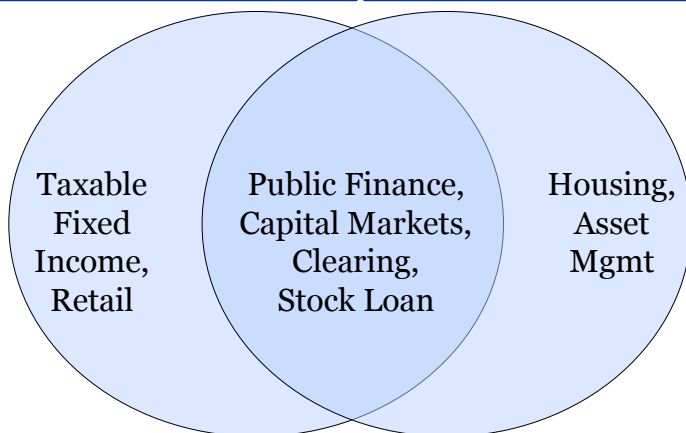 Taxable
Fixed
Income,
Retail
Public Finance,
Capital Markets,
Clearing,
Stock Loan
Housing,
Asset
Mgmt